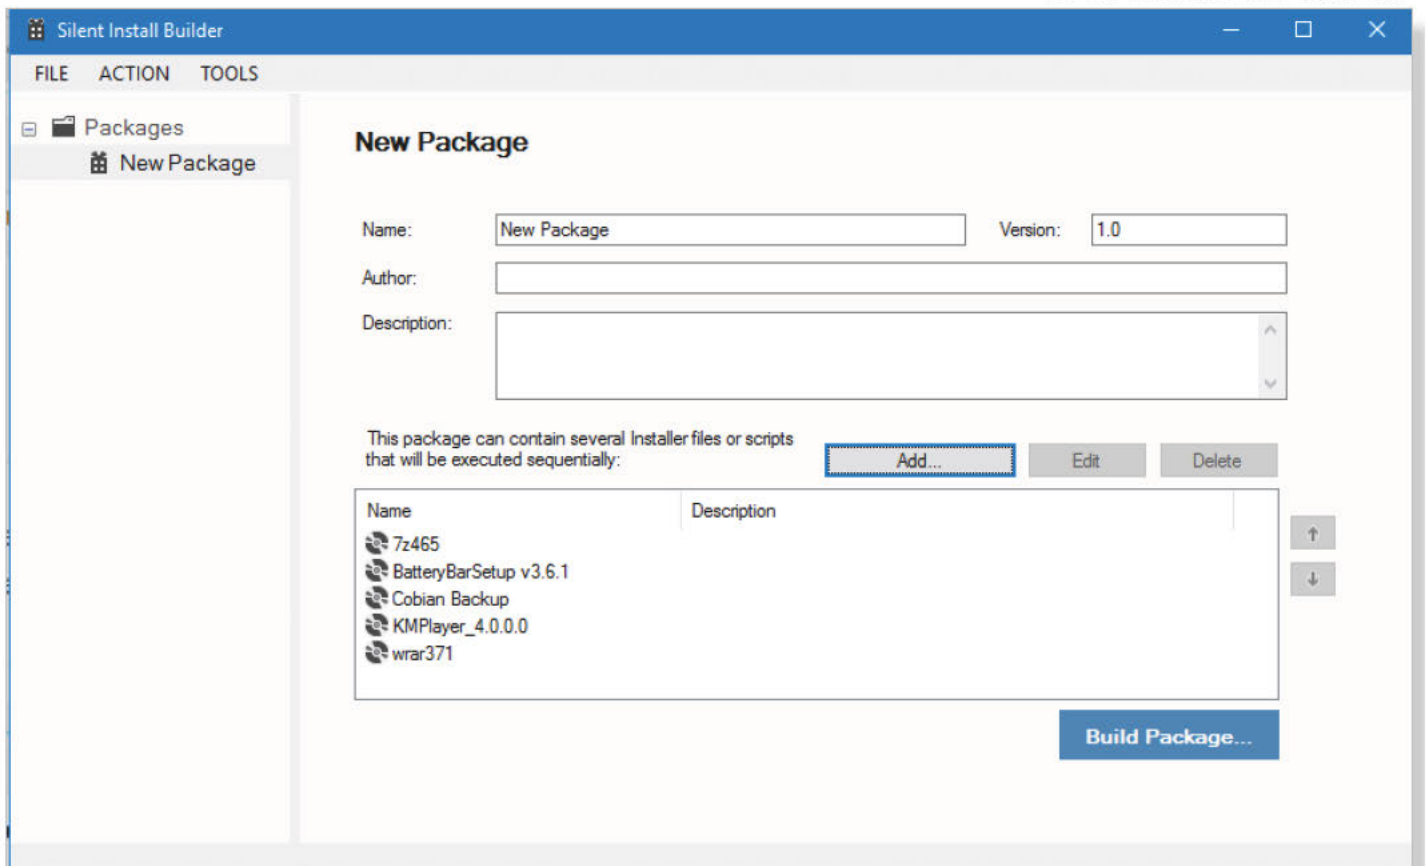 Silent Install Builder
FILE ACTION TOOLS
Packages
New Package
New Package
Name: New Package Version: 1.0
Author:
Description:
This package can contain several Installer files or scripts
that will be executed sequentially:
Add... Edit Delete
Name Description
7z465
BatteryBarSetup v3.6.1
Cobian Backup
KMPlayer_4.0.0.0
wrar371
Build Package...